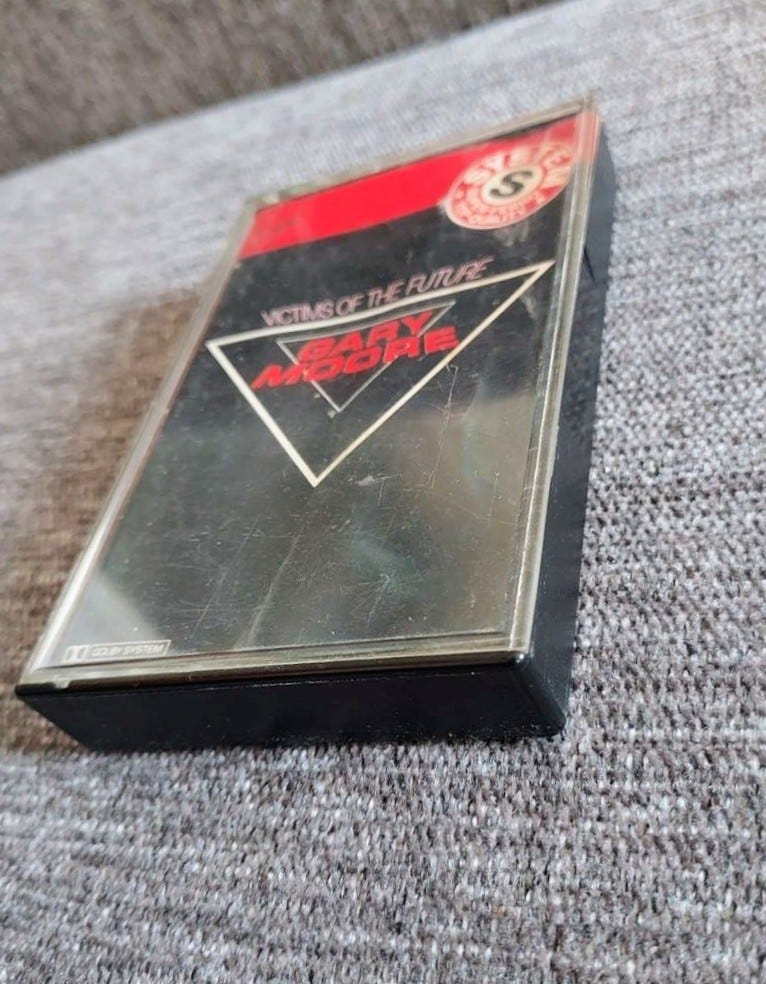 S
VICTIMS OF THE FUTURE
GARY
MOORE
DOLBY SYSTEM